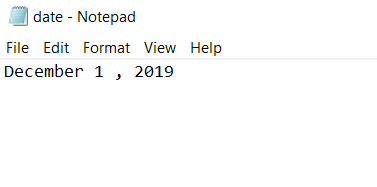 date - Notepad
File Edit Format View Help
December 1 , 2019